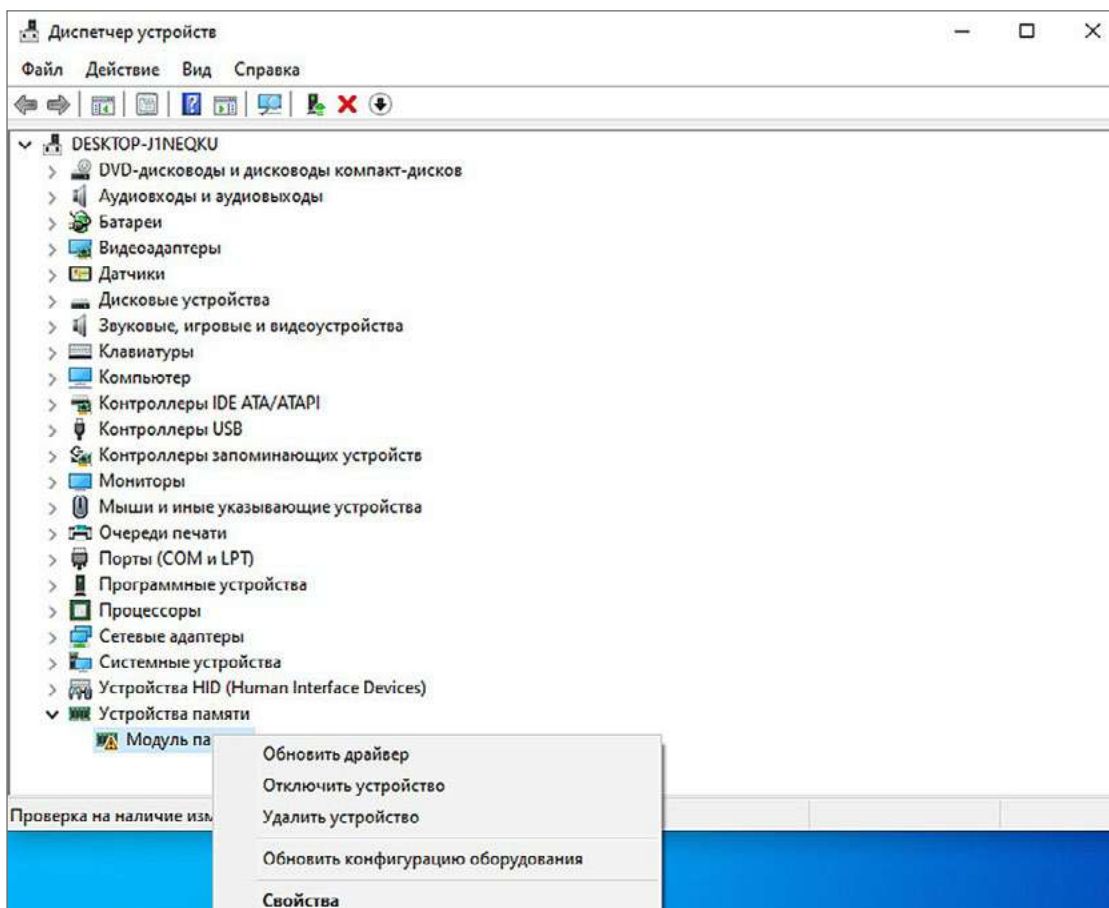 Диспетчер устройств
Файл Действие Вид Справка
DESKTOP-J1NEQKU
DVD-дисководы и дисководы компакт-дисков
Аудиовходы и аудиовыходы
Батареи
Видеоадаптеры
Датчики
Дисковые устройства
Звуковые, игровые и видеоустройства
Клавиатуры
Компьютер
Контроллеры IDE ATA/ATAPI
Контроллеры USB
Контроллеры запоминающих устройств
Мониторы
Мыши и иные указывающие устройства
Очереди печати
Порты (COM и LPT)
Программные устройства
Процессоры
Сетевые адаптеры
Системные устройства
Устройства HID (Human Interface Devices)
Устройства памяти
Модуль па
Обновить драйвер
Отключить устройство
Удалить устройство
Обновить конфигурацию оборудования
Свойства
Проверка на наличие изм